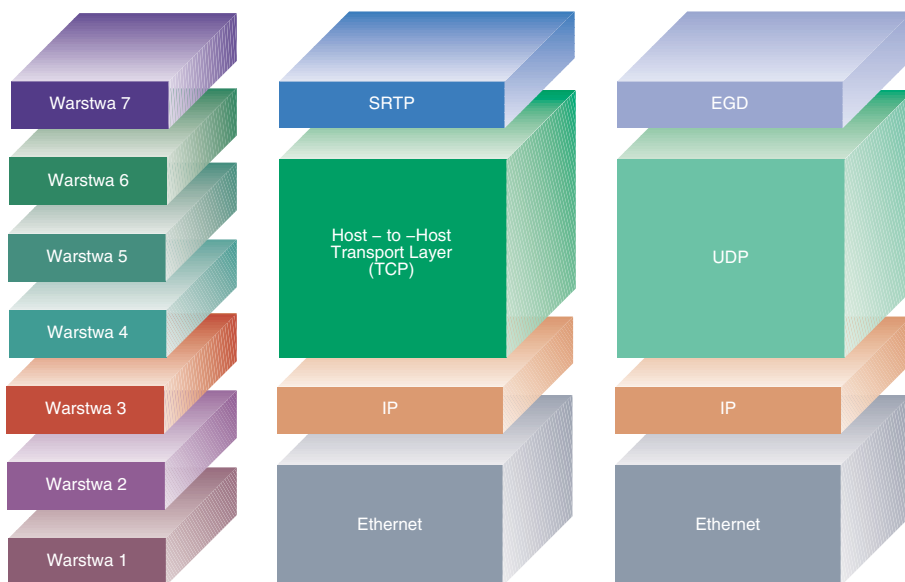 Warstwa 7
Warstwa 6
Warstwa 5
Warstwa 4
Warstwa 3
Warstwa 2
Warstwa 1
SRTP
Host – to –Host
Transport Layer
(TCP)
IP
Ethernet
EGD
UDP
IP
Ethernet